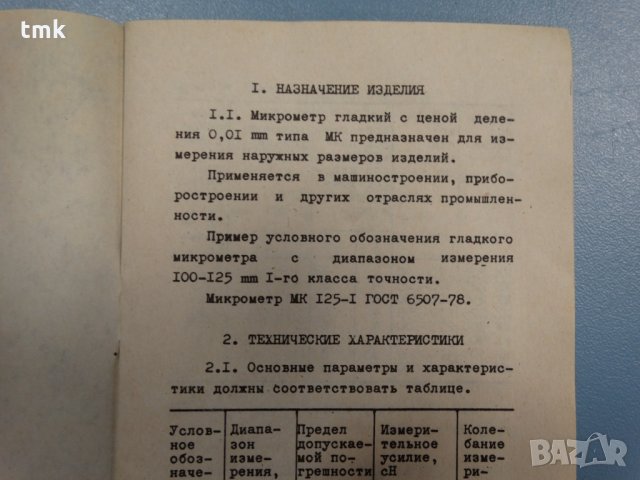 tmk
I. НАЗНАЧЕНИЕ ИЗДЕЛИЯ
I.I. Микрометр гладкий с ценой деле-
ния 0,01 mm типа МК предназначен для из-
мерения наружных размеров изделий.
Применяется в машиностроении, прибо-
ростроении и других отраслях промышлен-
ности.
Пример условного обозначения гладкого
микрометра с диапазоном измерения
I00-I25 mm I-го класса точности.
Микрометр МК I25-I ГОСТ 6507-78.
2. ТЕХНИЧЕСКИЕ ХАРАКТЕРИСТИКИ
2.I. Основные параметры и характерис-
тики должны соответствовать таблице.
Услов- Диапа- Предел Измери- Коле-
ное зон допускае- тельное бание
обоз- изме- мой по- усилие, изме-
наче- рения, грешности сН ри-
BAZAR